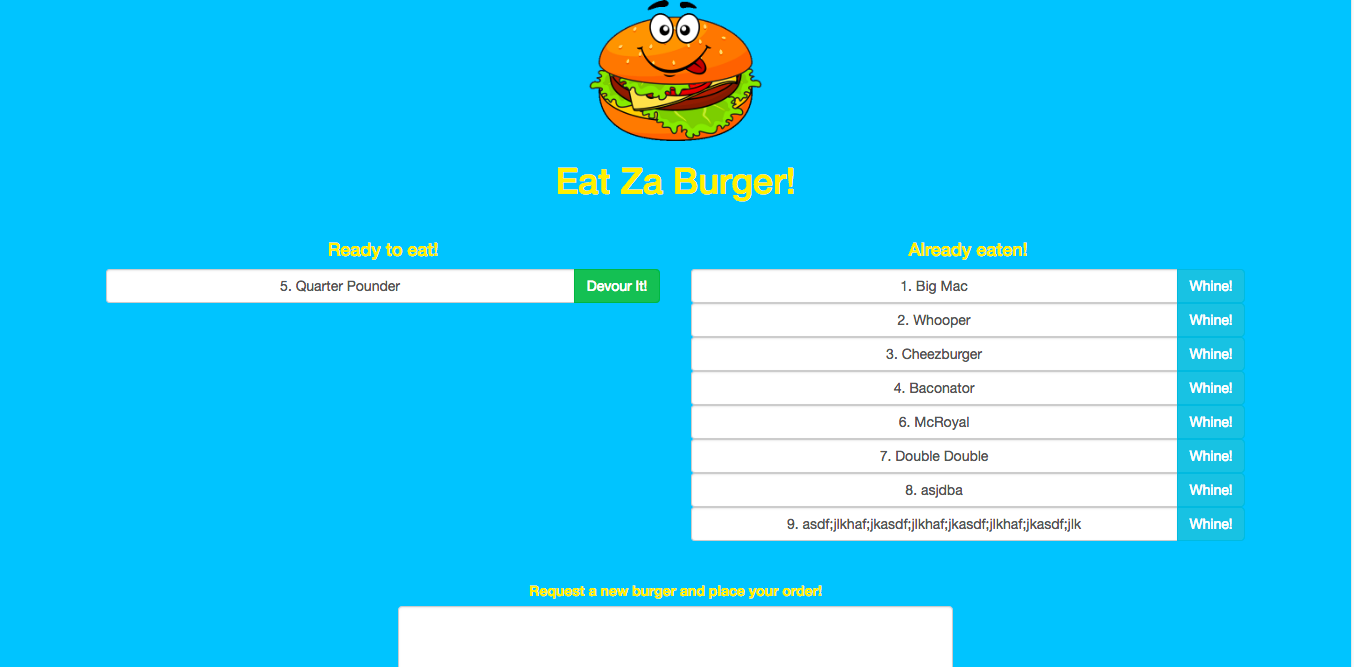 Eat Za Burger!
Ready to eat!
5. Quarter Pounder
Devour It!
Already eaten!
1. Big Mac
Whine!
2. Whooper
Whine!
3. Cheezburger
Whine!
4. Baconator
Whine!
6. McRoyal
Whine!
7. Double Double
Whine!
8. asjdba
Whine!
9. asdf;jlkhaf;jkasdf;jlkhaf;jkasdf;jlkhaf;jkasdf;jlk
Whine!
Request a new burger and place your order!